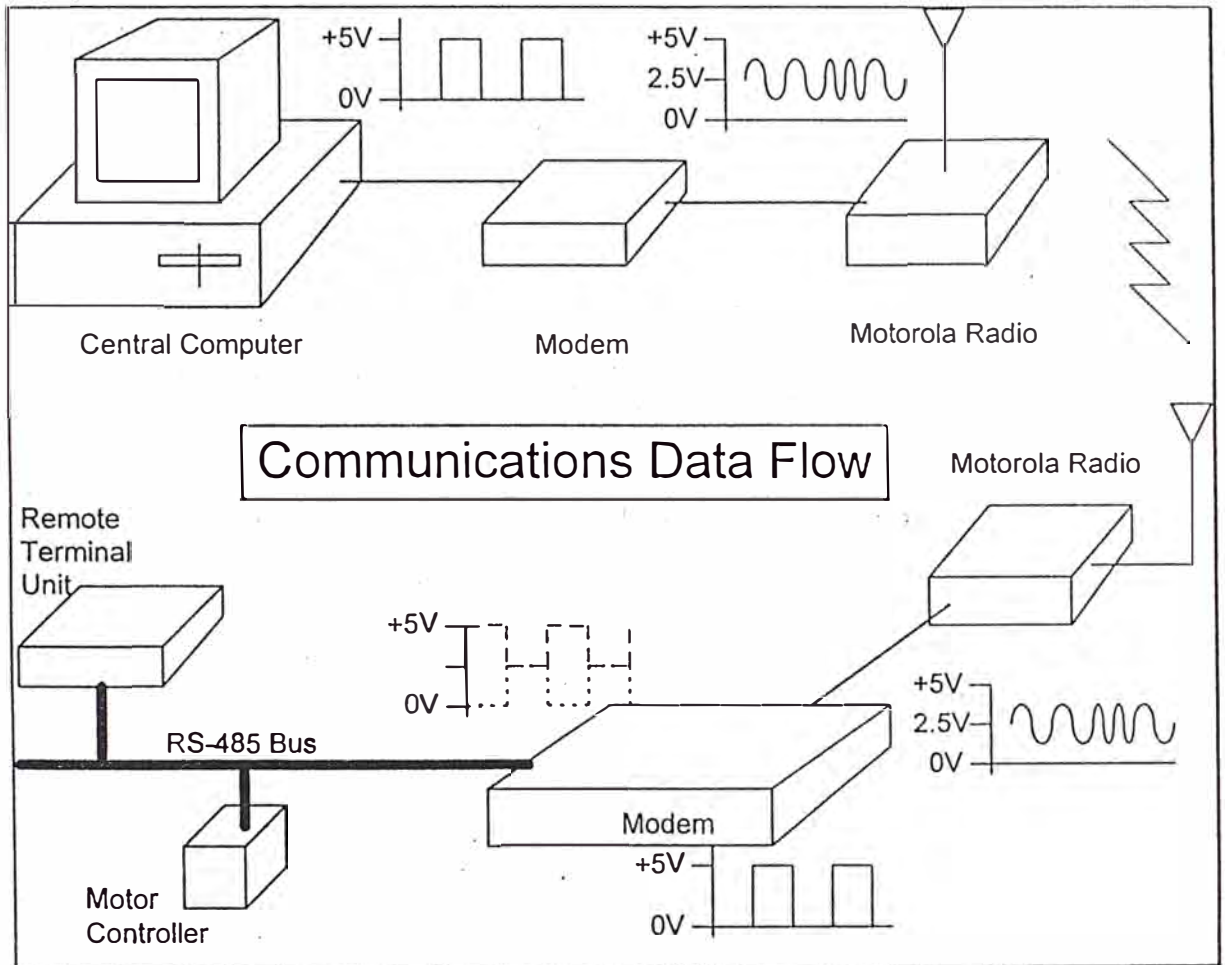 +5V
0V
+5V
2.5V
0V
Central Computer
Modem
Motorola Radio
Communications Data Flow
Motorola Radio
Remote
Terminal
Unit
+5V
0V
RS-485 Bus
+5V
2.5V
0V
Modem
+5V
0V
Motor
Controller